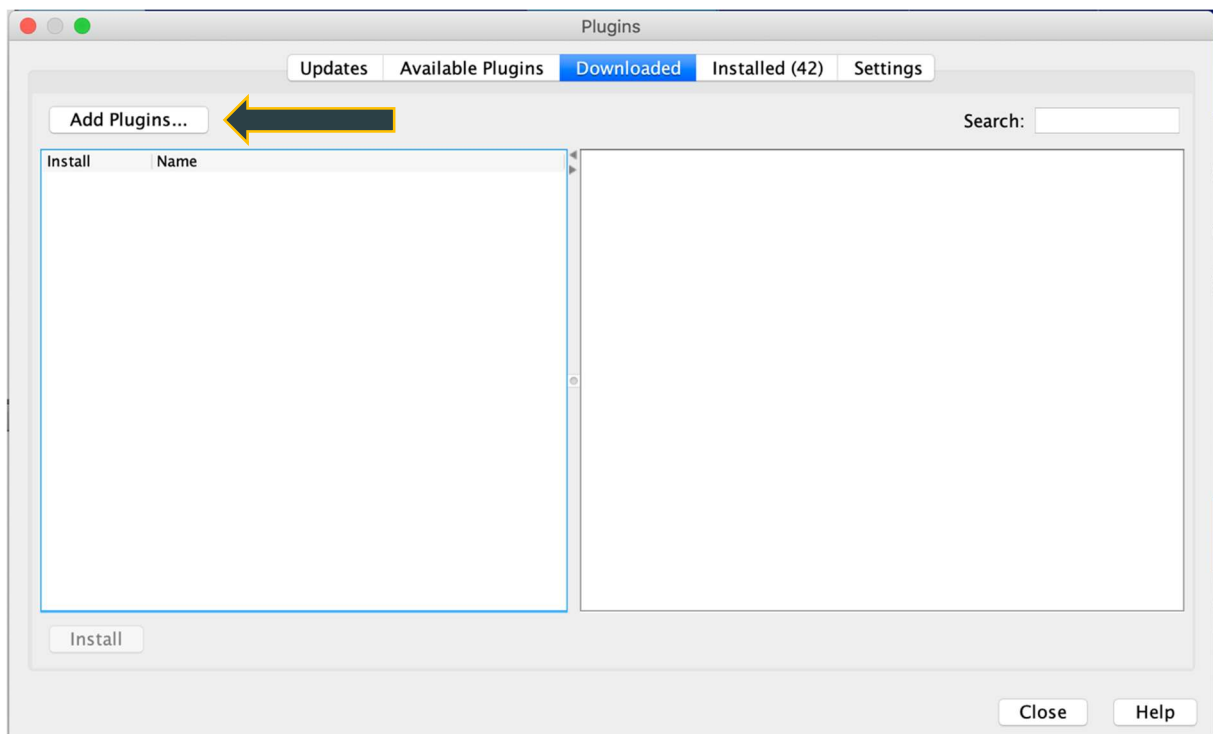 Plugins
Updates Available Plugins Downloaded Installed (42) Settings
Add Plugins... Search:
Install Name
Install
Close Help